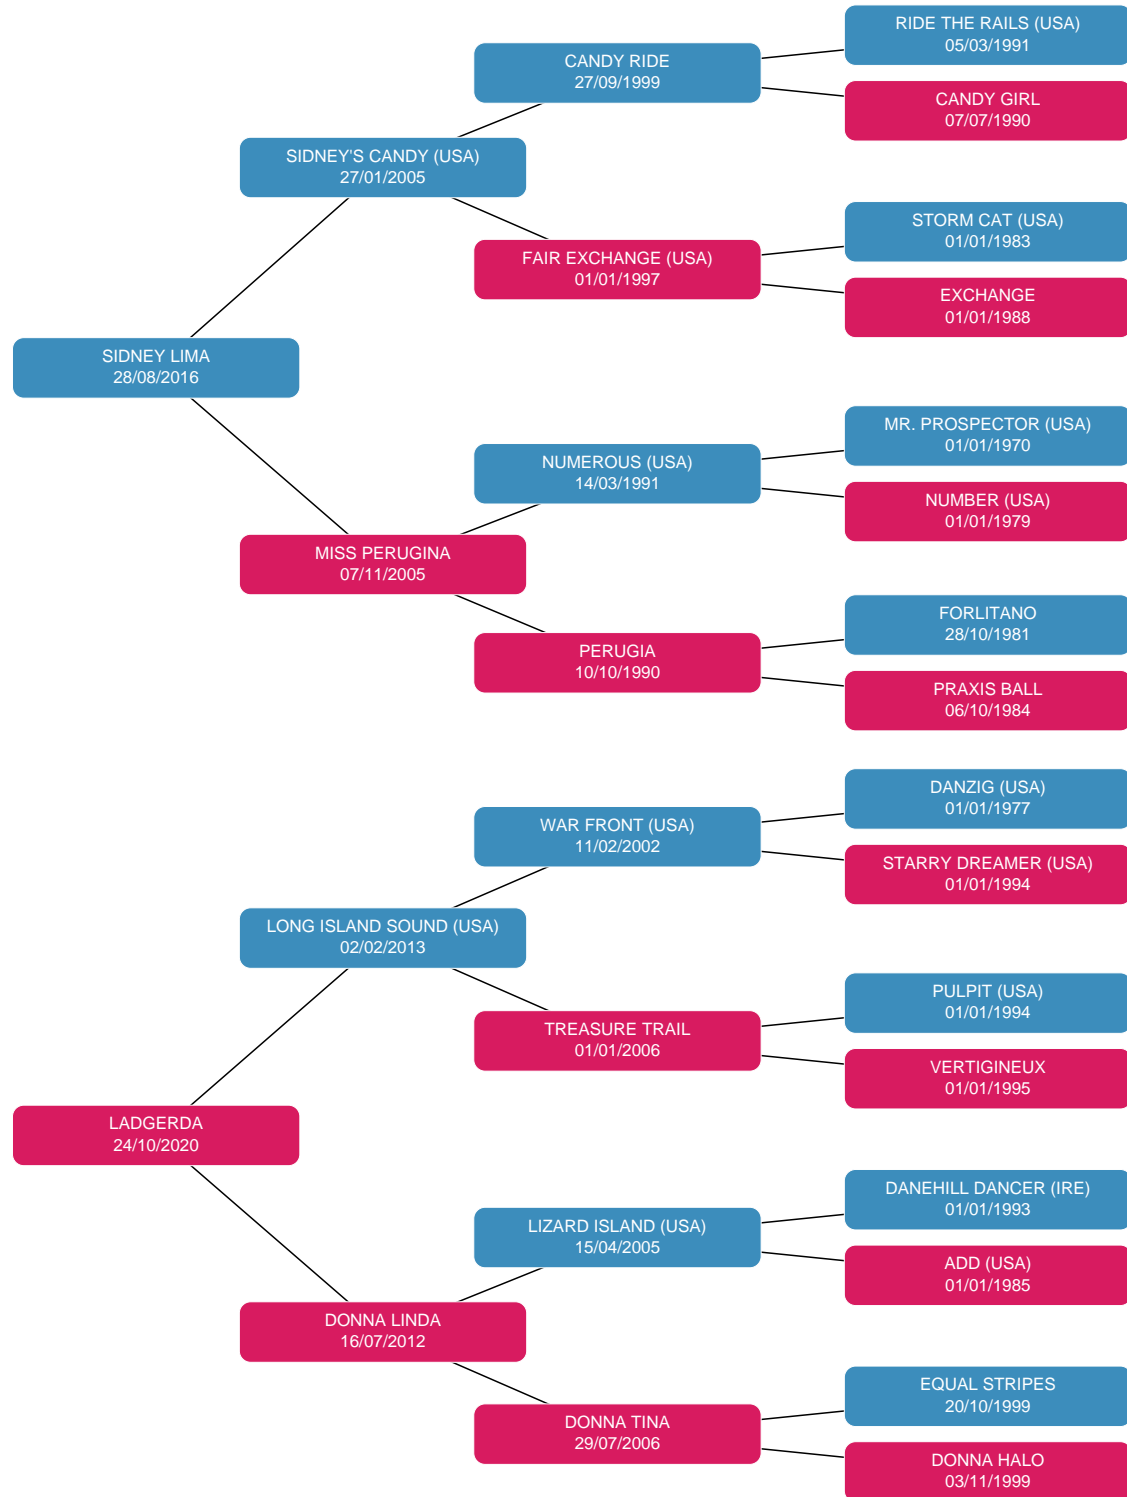 RIDE THE RAILS (USA)
05/03/1991
CANDY RIDE
27/09/1999
CANDY GIRL
07/07/1990
SIDNEY'S CANDY (USA)
27/01/2005
STORM CAT (USA)
01/01/1983
FAIR EXCHANGE (USA)
01/01/1997
EXCHANGE
01/01/1988
SIDNEY LIMA
28/08/2016
MR. PROSPECTOR (USA)
01/01/1970
NUMEROUS (USA)
14/03/1991
NUMBER (USA)
01/01/1979
MISS PERUGINA
07/11/2005
FORLITANO
28/10/1981
PERUGIA
10/10/1990
PRAXIS BALL
06/10/1984
DANZIG (USA)
01/01/1977
WAR FRONT (USA)
11/02/2002
STARRY DREAMER (USA)
01/01/1994
LONG ISLAND SOUND (USA)
02/02/2013
PULPIT (USA)
01/01/1994
TREASURE TRAIL
01/01/2006
VERTIGINEUX
01/01/1995
LADGERDA
24/10/2020
DANEHILL DANCER (IRE)
01/01/1993
LIZARD ISLAND (USA)
15/04/2005
ADD (USA)
01/01/1985
DONNA LINDA
16/07/2012
EQUAL STRIPES
20/10/1999
DONNA TINA
29/07/2006
DONNA HALO
03/11/1999